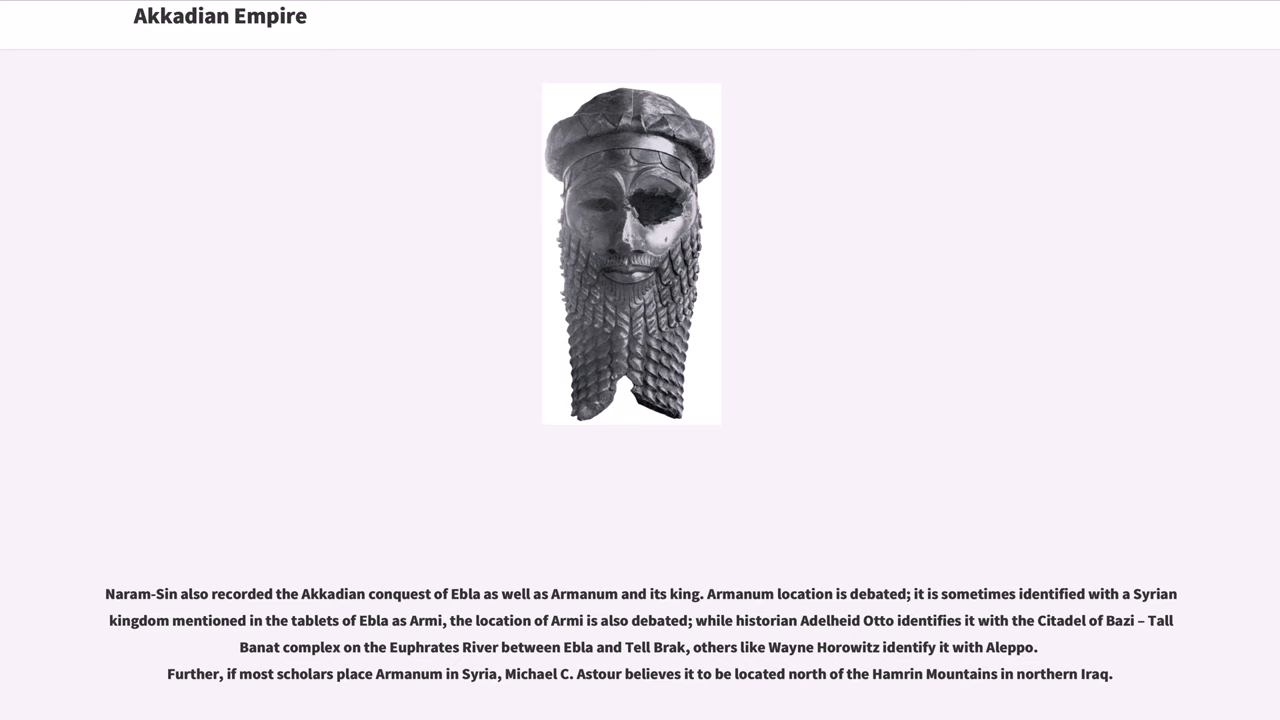 Akkadian Empire
Naram-Sin also recorded the Akkadian conquest of Ebla as well as Armanum and its king. Armanum location is debated; it is sometimes identified with a Syrian
kingdom mentioned in the tablets of Ebla as Armi, the location of Armi is also debated; while historian Adelheid Otto identifies it with the Citadel of Bazi – Tall
Banat complex on the Euphrates River between Ebla and Tell Brak, others like Wayne Horowitz identify it with Aleppo.
Further, if most scholars place Armanum in Syria, Michael C. Astour believes it to be located north of the Hamrin Mountains in northern Iraq.